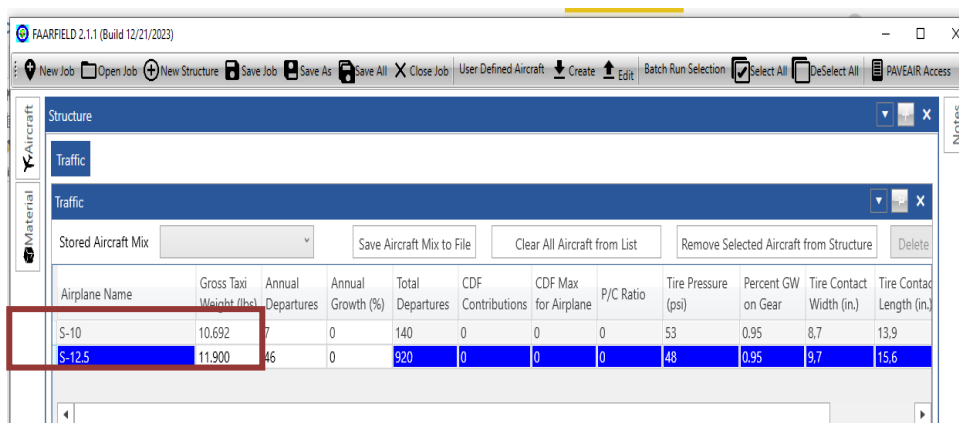 FAARFIELD 2.1.1 (Build 12/21/2023)
New Job Open Job New Structure Save Job Save As Save All Close Job User Defined Aircraft Create Edit Batch Run Selection Select All DeSelect All PAVEAIR Access
Aircraft
Material
Notes
Structure
Traffic
Traffic
Stored Aircraft Mix Save Aircraft Mix to File Clear All Aircraft from List Remove Selected Aircraft from Structure Delete
Airplane Name Gross Taxi Weight (lbs) Annual Departures Annual Growth (%) Total Departures CDF Contributions CDF Max for Airplane P/C Ratio Tire Pressure (psi) Percent GW on Gear Tire Contact Width (in.) Tire Contac Length (in.)
S-10 10.692 7 0 140 0 0 0 53 0.95 8,7 13,9
S-12.5 11.900 46 0 920 0 0 0 48 0.95 9,7 15,6